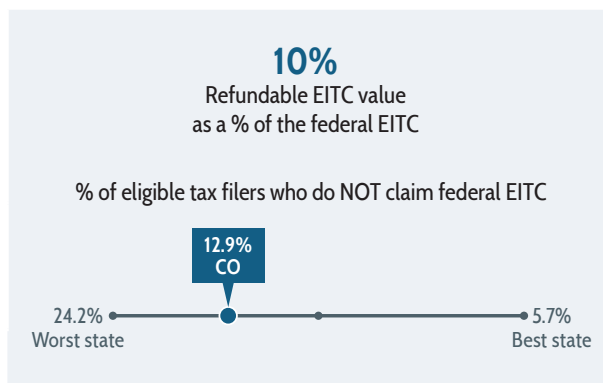 10%
Refundable EITC value
as a % of the federal EITC
% of eligible tax filers who do NOT claim federal EITC
12.9%
CO
24.2%
5.7%
Worst state
Best state